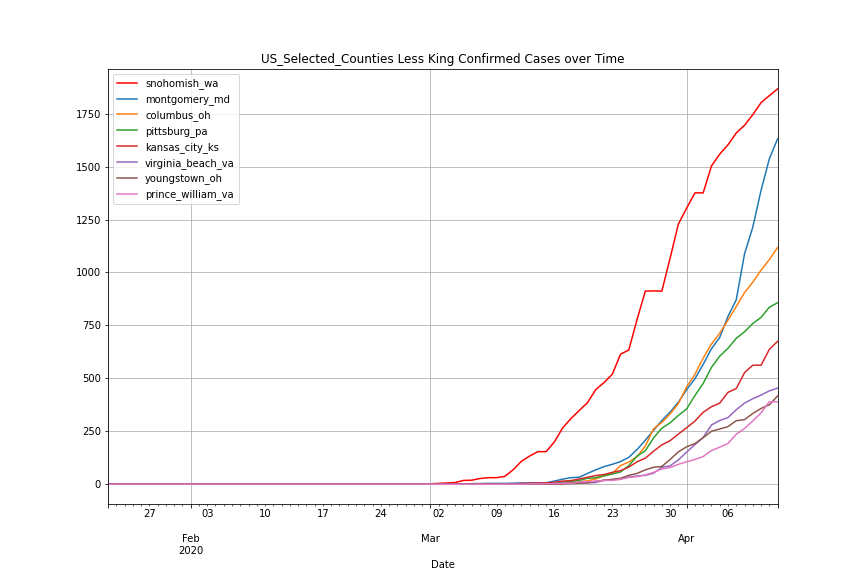 US_Selected_Counties Less King Confirmed Cases over Time
snohomish_wa
montgomery_md
columbus_oh
pittsburg_pa
kansas_city_ks
virginia_beach_va
youngstown_oh
prince_william_va
1750
1500
1250
1000
750
500
250
0
27 03 10 17 24 02 09 16 23 30 06
Feb Mar Apr
2020
Date